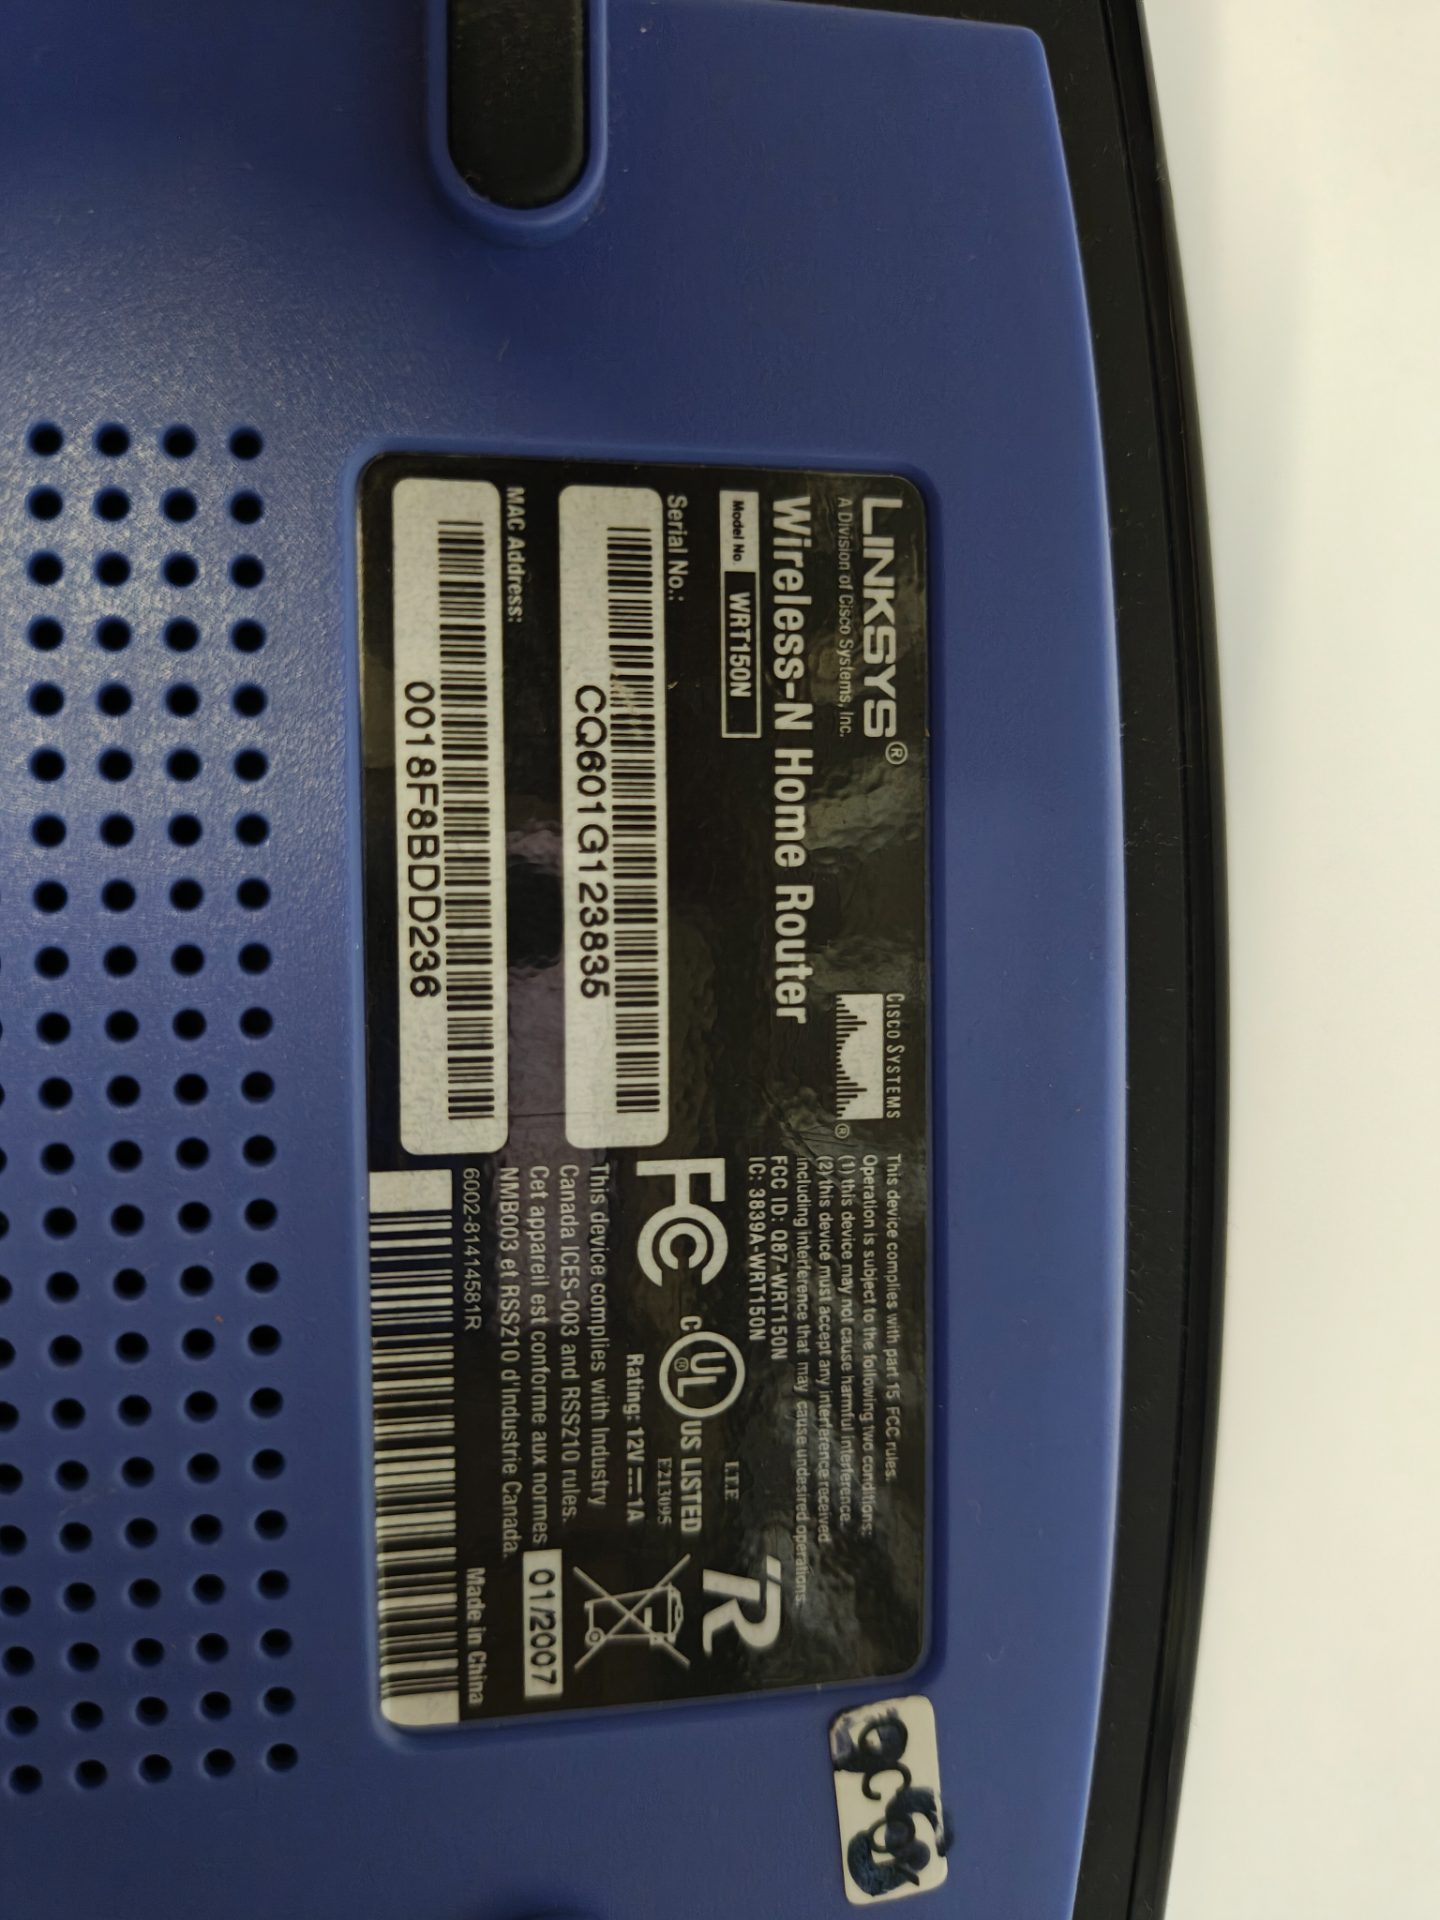 LINKSYS®
A Division of Cisco Systems, Inc.
CISCO SYSTEMS
®
Wireless-N Home Router
Model No. WRT150N
Serial No.:
CQ601G123835
MAC Address:
0018F8BDD236
This device complies with part 15 FCC rules.
Operation is subject to the following two conditions:
(1) this device may not cause harmful interference.
(2) this device must accept any interference received
including interference that may cause undesired operations.
FCC ID: Q87-WRT150N
IC: 3839A-WRT150N
FC
C UL® US LISTED
I.T.E
E213095
R
Rating: 12V 1A
This device complies with Industry
Canada ICES-003 and RSS210 rules.
Cet appareil est conforme aux normes
NMB003 et RSS210 d'Industrie Canada.
01/2007
6002-81414581R
Made in China